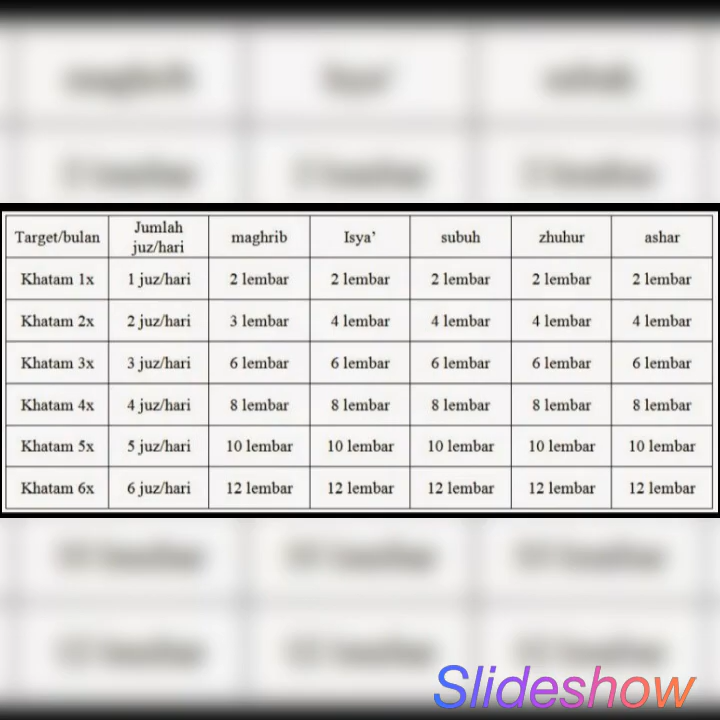 Target/bulan Jumlah juz/hari maghrib Isya' subuh zhuhur ashar
Khatam 1x 1 juz/hari 2 lembar 2 lembar 2 lembar 2 lembar 2 lembar
Khatam 2x 2 juz/hari 3 lembar 4 lembar 4 lembar 4 lembar 4 lembar
Khatam 3x 3 juz/hari 6 lembar 6 lembar 6 lembar 6 lembar 6 lembar
Khatam 4x 4 juz/hari 8 lembar 8 lembar 8 lembar 8 lembar 8 lembar
Khatam 5x 5 juz/hari 10 lembar 10 lembar 10 lembar 10 lembar 10 lembar
Khatam 6x 6 juz/hari 12 lembar 12 lembar 12 lembar 12 lembar 12 lembar
Slideshow